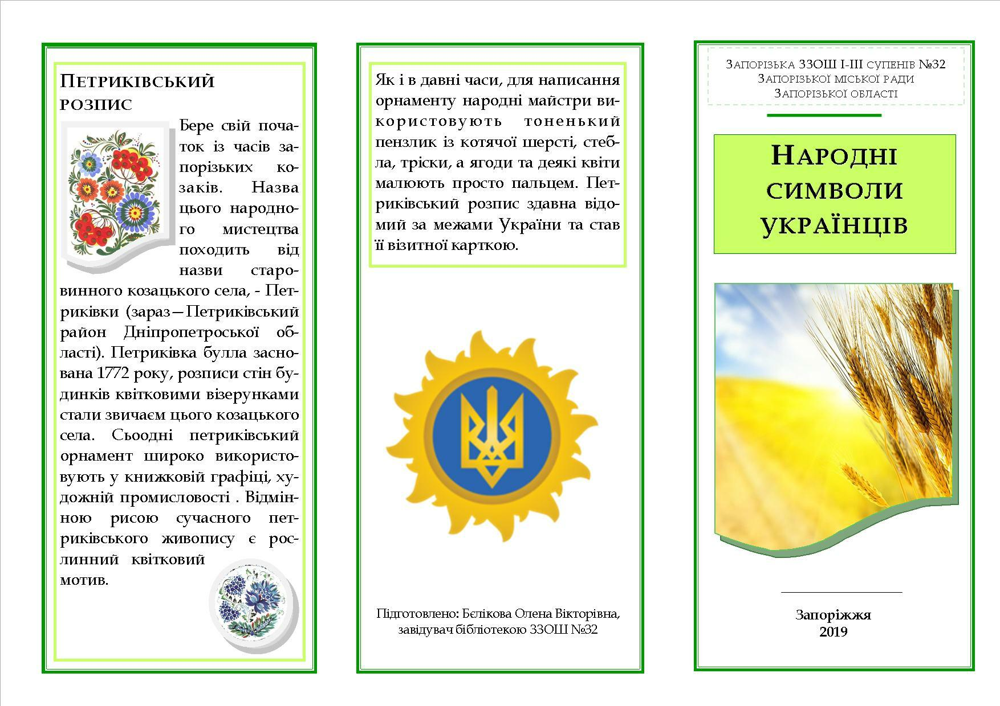 Петриківський
розпис
Бере свій поча-
ток із часів за-
порізьких ко-
заків. Назва
цього народно-
го мистецтва
походить від
назви старо-
винного козацького села, - Пет-
риківки (зараз—Петриківський
район Дніпропетроської об-
ласті). Петриківка булла засно-
вана 1772 року, розписи стін бу-
динків квітковими візерунками
стали звичаєм цього козацького
села. Сьоодні петриківський
орнамент широко використо-
вують у книжковій графіці, ху-
дожній промисловості . Відмін-
ною рисою сучасного пет-
риківського живопису є рос-
линний квітковий
мотив.
Як і в давні часи, для написання
орнаменту народні майстри ви-
користовують тоненький
пензлик із котячої шерсті, стеб-
ла, тріски, а ягоди та деякі квіти
малюють просто пальцем. Пет-
риківський розпис здавна відо-
мий за межами України та став
її візитної карткою.
Підготовлено: Бєлікова Олена Вікторівна,
завідувач бібліотекою ЗЗОШ №32
Запорізька ЗЗОШ І-ІІІ супенів №32
Запорізької міської ради
Запорізької області
Народні
символи
українців
Запоріжжя
2019